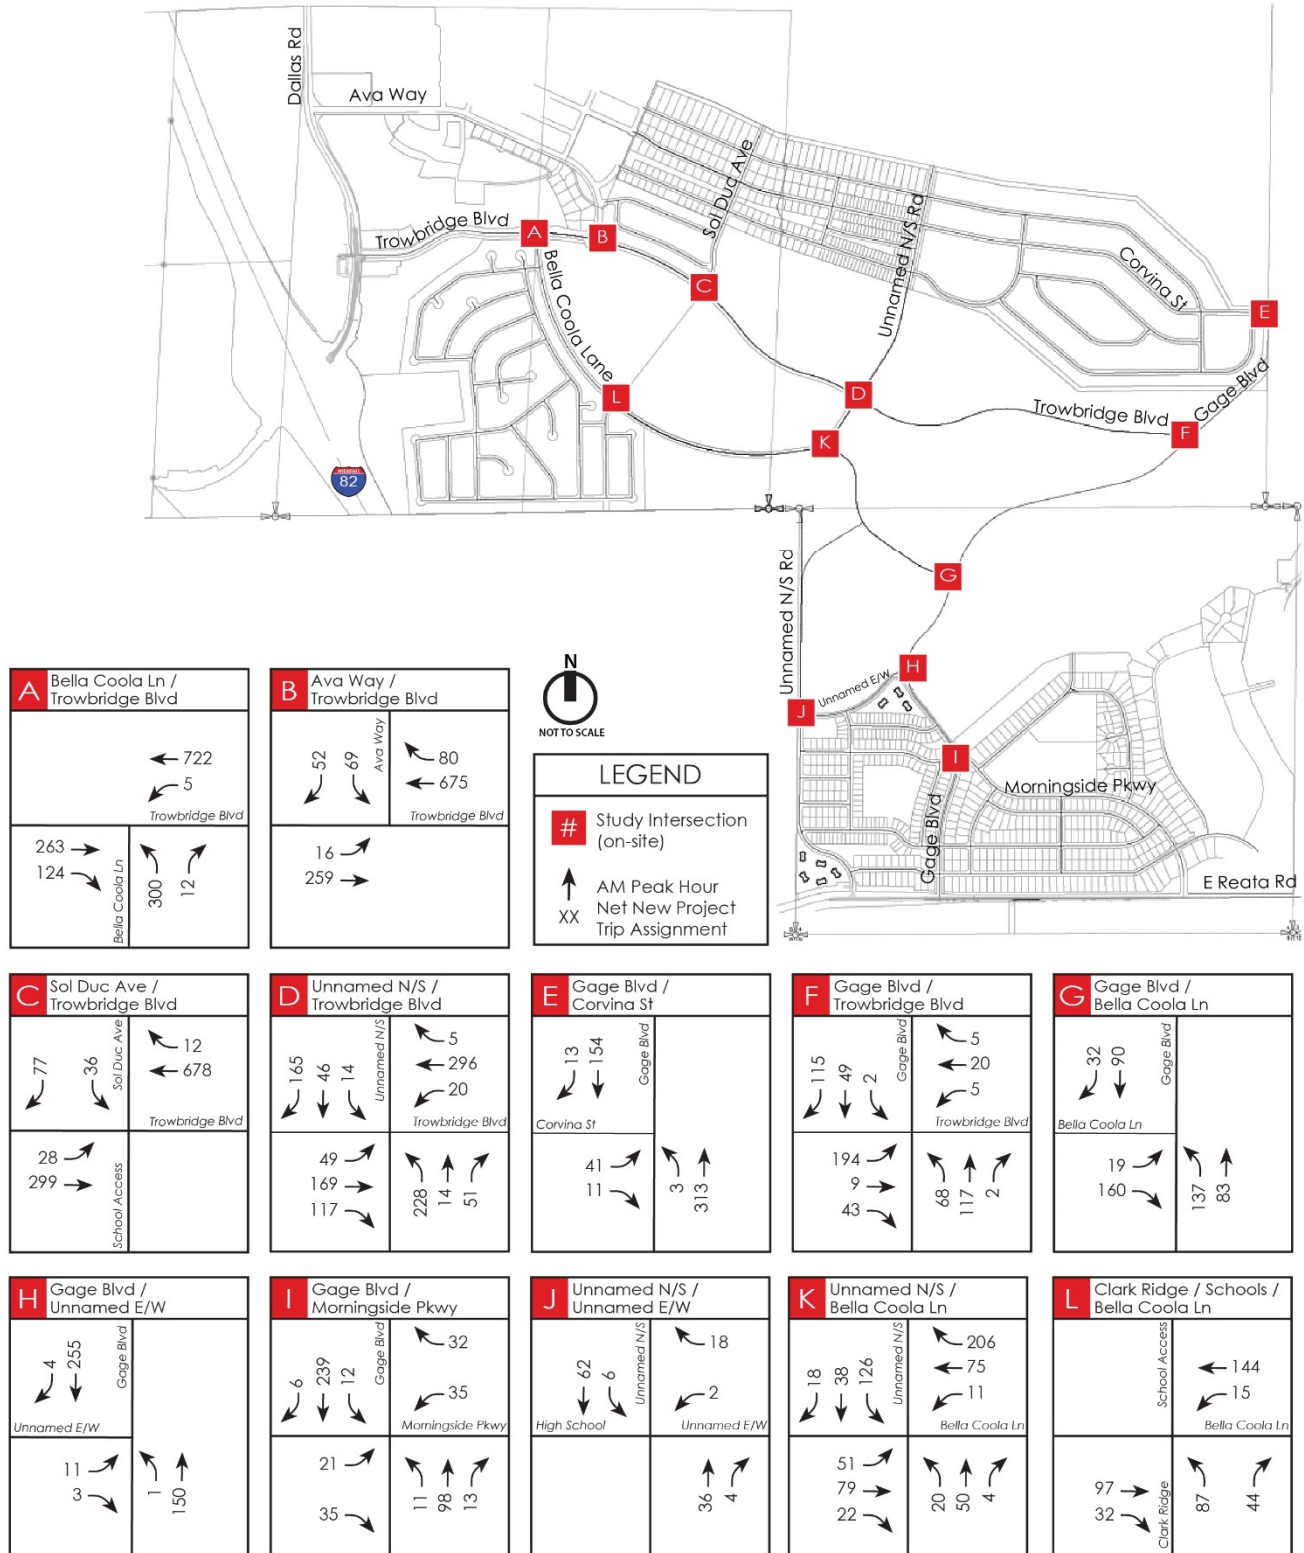 Dallas Rd
Ava Way
Sol Duc Ave
Unnamed N/S Rd
Trowbridge Blvd
A
B
Bella Coola Lane
C
Corvina St
E
L
D
Trowbridge Blvd
Gage Blvd
F
K
INTERSTATE
82
G
Unnamed N/S Rd
H
Unnamed E/W
J
I
Morningside Pkwy
Gage Blvd
E Reata Rd
N
NOT TO SCALE
LEGEND
#
Study Intersection
(on-site)
XX
AM Peak Hour
Net New Project
Trip Assignment
A
Bella Coola Ln /
Trowbridge Blvd
722
5
Trowbridge Blvd
263
124
Bella Coola Ln
300
12
B
Ava Way /
Trowbridge Blvd
52
69
Ava Way
80
675
Trowbridge Blvd
16
259
C
Sol Duc Ave /
Trowbridge Blvd
77
36
Sol Duc Ave
12
678
Trowbridge Blvd
28
299
School Access
D
Unnamed N/S /
Trowbridge Blvd
165
46
14
Unnamed N/S
5
296
20
Trowbridge Blvd
49
169
117
228
14
51
E
Gage Blvd /
Corvina St
13
154
Gage Blvd
Corvina St
41
11
3
313
F
Gage Blvd /
Trowbridge Blvd
115
49
2
Gage Blvd
5
20
5
Trowbridge Blvd
194
9
43
68
117
2
G
Gage Blvd /
Bella Coola Ln
32
90
Gage Blvd
Bella Coola Ln
19
160
137
83
H
Gage Blvd /
Unnamed E/W
4
255
Gage Blvd
Unnamed E/W
11
3
1
150
I
Gage Blvd /
Morningside Pkwy
6
239
12
Gage Blvd
32
35
Morningside Pkwy
21
35
11
98
13
J
Unnamed N/S /
Unnamed E/W
62
6
Unnamed N/S
18
2
High School
Unnamed E/W
36
4
K
Unnamed N/S /
Bella Coola Ln
18
38
126
Unnamed N/S
206
75
11
Bella Coola Ln
51
79
22
20
50
4
L
Clark Ridge / Schools /
Bella Coola Ln
School Access
144
15
Bella Coola Ln
97
32
Clark Ridge
87
44